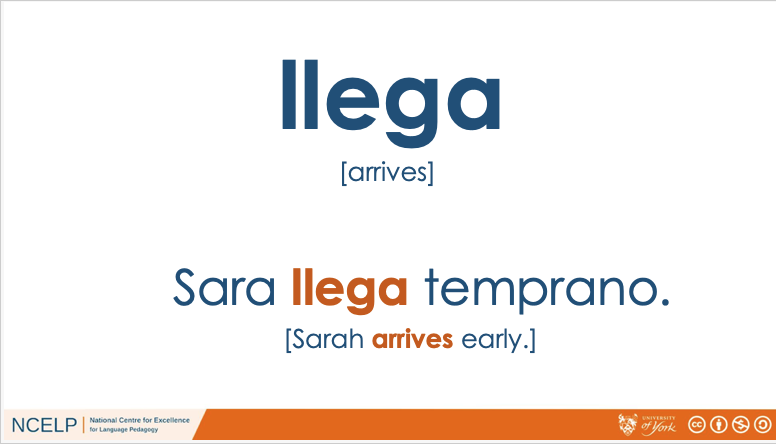 llega
[arrives]
Sara llega temprano.
[Sarah arrives early.]
NCELP
National Centre for Excellence
for Language Pedagogy
UNIVERSITY
of York
cc